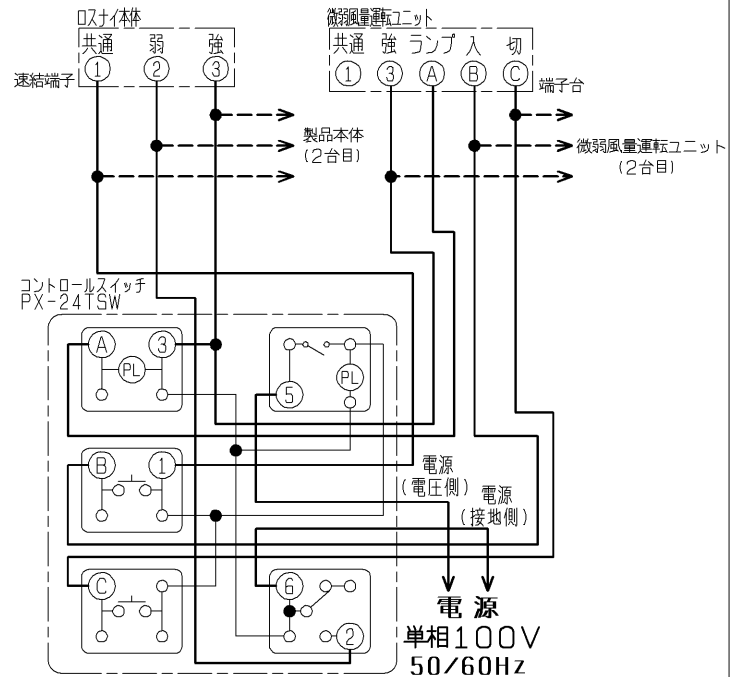 ロスナイ本体
共通 弱 強
① ② ③
速結端子
製品本体
(2台目)
微弱風量運転ユニット
共通 強 ランプ 入 切
① ③ Ⓐ Ⓑ Ⓒ
端子台
微弱風量運転ユニット
(2台目)
コントロールスイッチ
PX-24TSW
Ⓐ ③
PL
PL
⑤
Ⓑ ①
電源
(電圧側)
電源
(接地側)
Ⓒ
⑥
②
電源
単相100V
50/60Hz